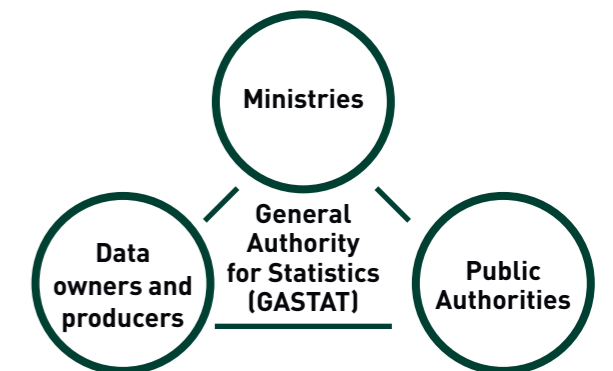 Ministries
General
Authority
for Statistics
(GASTAT)
Data
owners and
producers
Public
Authorities